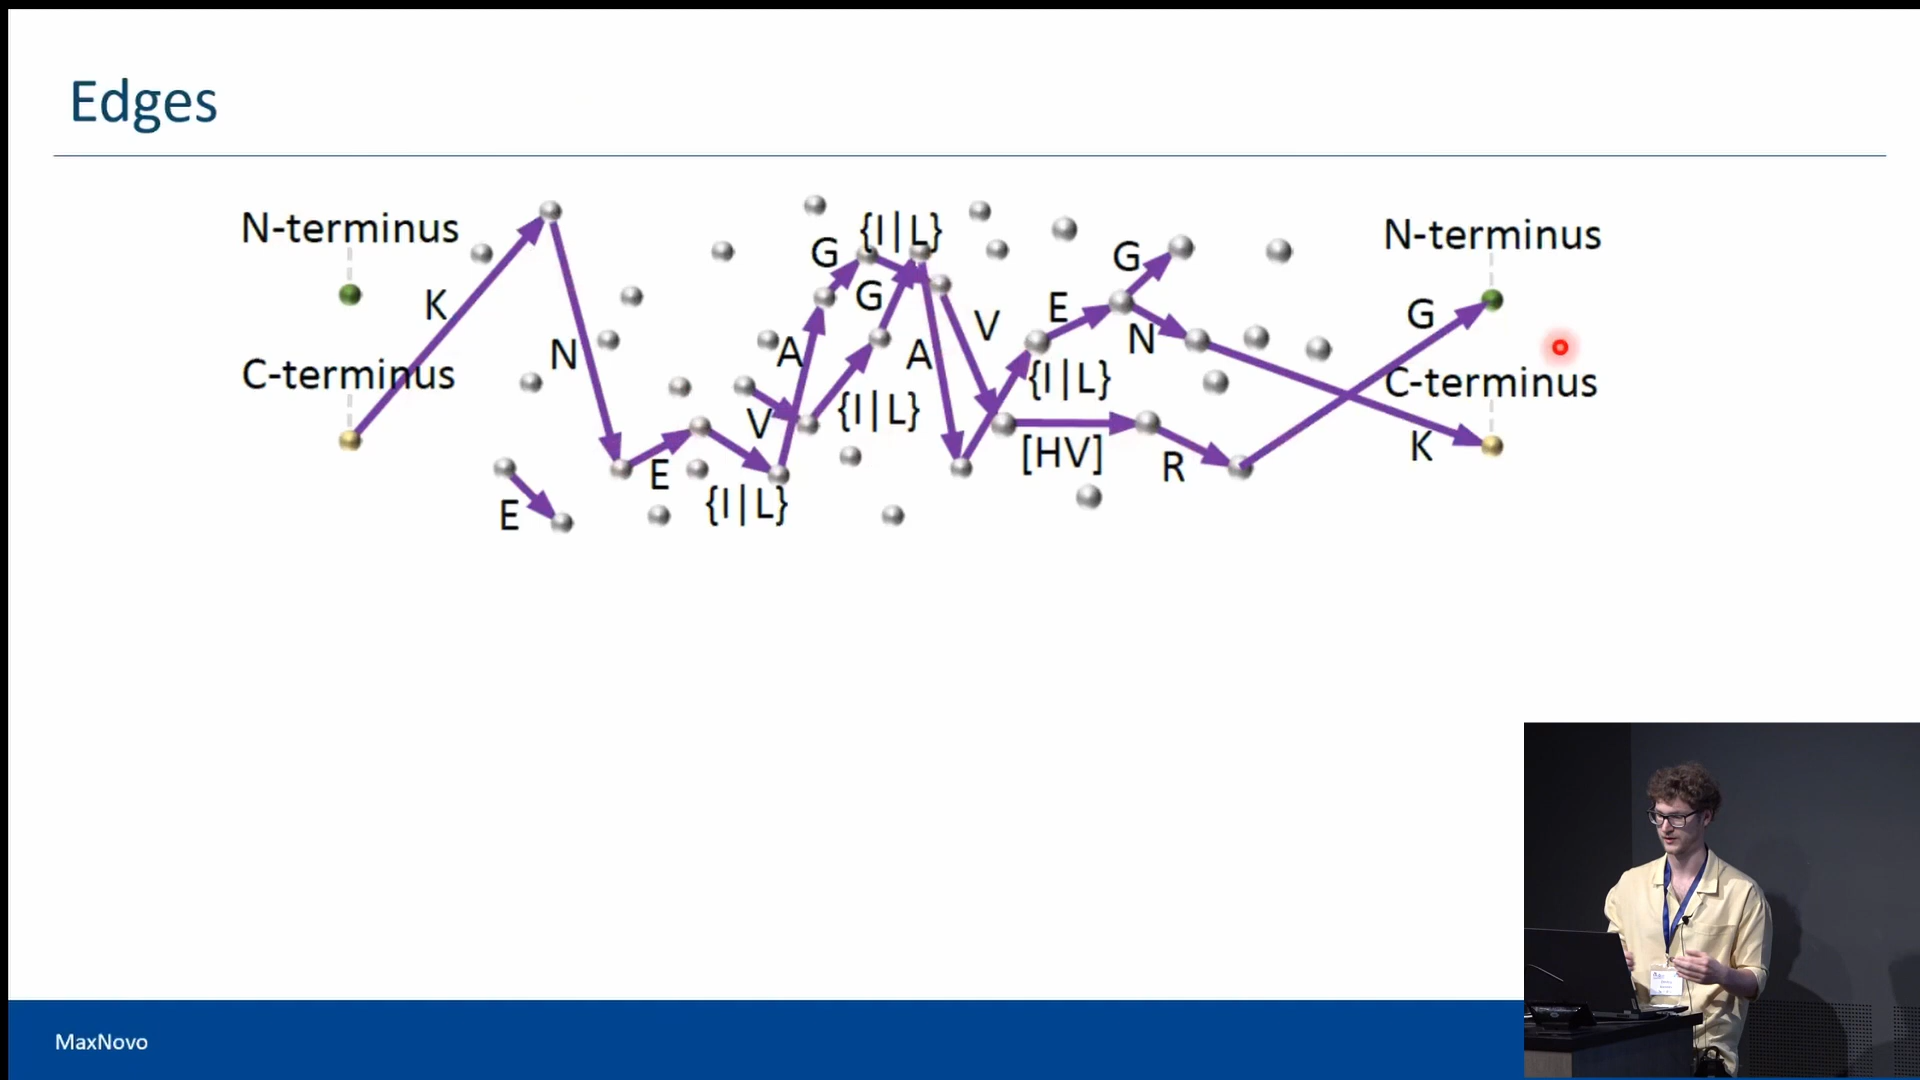 Edges
N-terminus
C-terminus
K
N
E
E
{I|L}
V
A
G
{I|L}
G
{I|L}
A
V
{I|L}
E
G
N
[HV]
R
N-terminus
G
C-terminus
K
MaxNovo